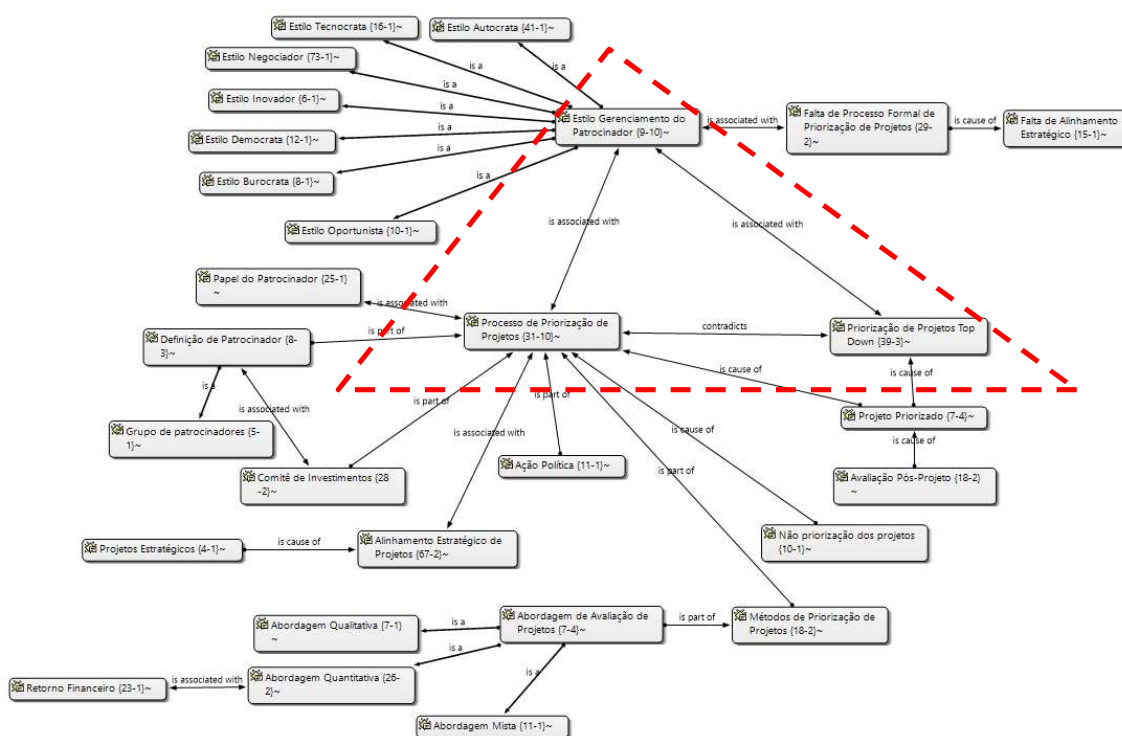 Estilo Tecnocrata {16-1}~
Estilo Autocrata {41-1}~
Estilo Negociador {73-1}~
is a
is a
is a
Estilo Inovador {6-1}~
is a
Estilo Gerenciamento do
Patrocinador {9-10}~
is associated with
Falta de Processo Formal de
Priorização de Projetos {29-
2}~
is cause of
Falta de Alinhamento
Estratégico {15-1}~
Estilo Democrata {12-1}~
is a
Estilo Burocrata {8-1}~
is a
is a
Estilo Oportunista {10-1}~
is associated with
is associated with
Papel do Patrocinador {25-1}
~
is associated with
Definição de Patrocinador {8-
3}~
is part of
Processo de Priorização de
Projetos {31-10}~
contradicts
Priorização de Projetos Top
Down {39-3}~
is a
is associated with
is part of
is part of
is cause of
is cause of
Grupo de patrocinadores {5-
1}~
is associated with
is cause of
Projeto Priorizado {7-4}~
is cause of
Comitê de Investimentos {28
-2}~
Ação Política {11-1}~
is part of
Avaliação Pós-Projeto {18-2}
~
Projetos Estratégicos {4-1}~
is cause of
Alinhamento Estratégico de
Projetos {67-2}~
Não priorização dos projetos
{10-1}~
Abordagem Qualitativa {7-1}
~
is a
Abordagem de Avaliação de
Projetos {7-4}~
is part of
Métodos de Priorização de
Projetos {18-2}~
is a
Retorno Financeiro {23-1}~
is associated with
Abordagem Quantitativa {26-
2}~
is a
Abordagem Mista {11-1}~